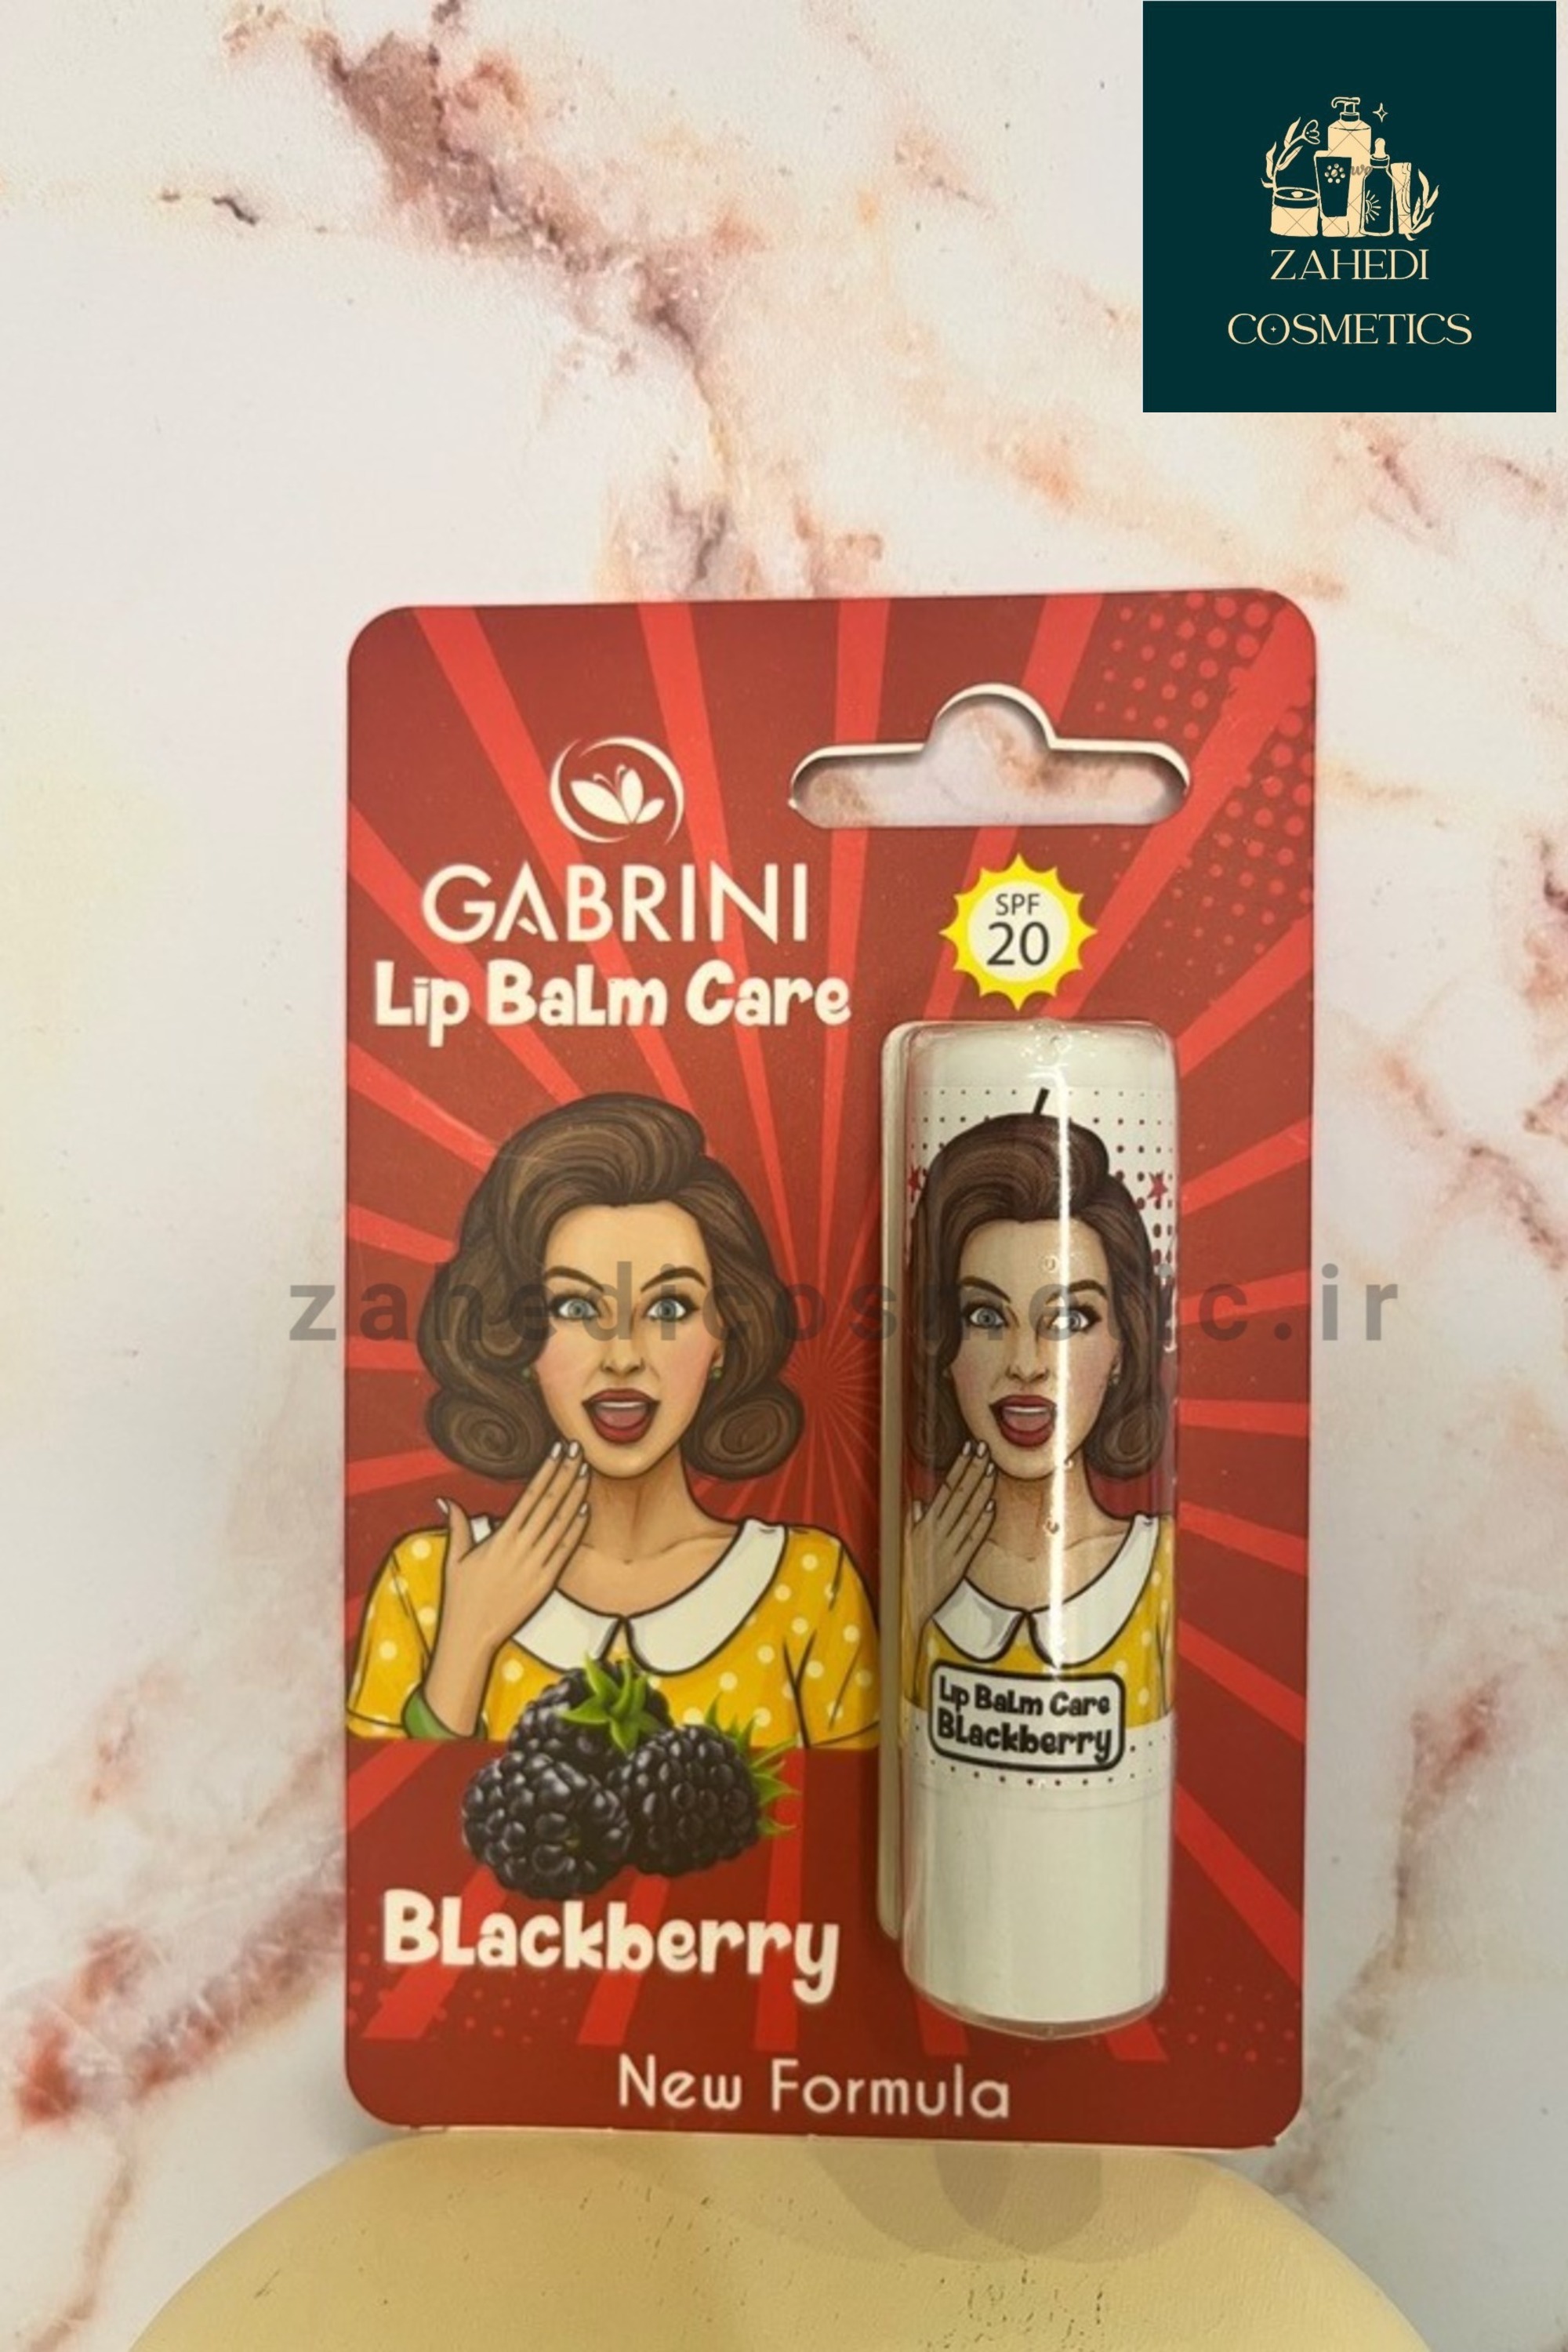 ZAHEDI
COSMETICS
GABRINI
Lip Balm Care
SPF
20
zahedicosmetic.ir
Lip Balm Care
Blackberry
Blackberry
New Formula